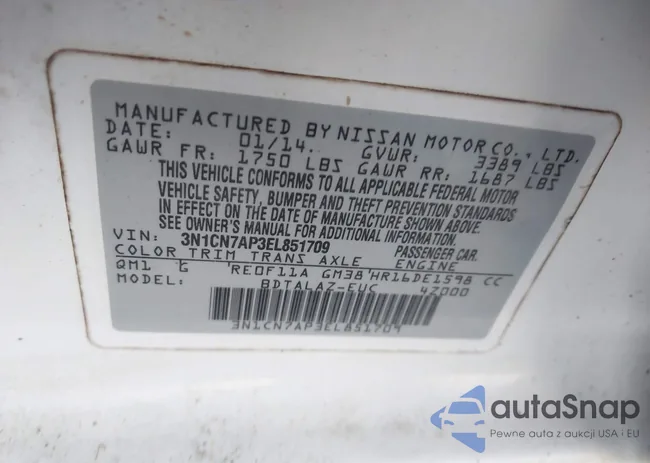 MANUFACTURED BY NISSAN MOTOR CO., LTD.
DATE: 01/14. GVWR: 3389 LBS
GAWR FR: 1750 LBS GAWR RR: 1687 LBS
THIS VEHICLE CONFORMS TO ALL APPLICABLE FEDERAL MOTOR
VEHICLE SAFETY, BUMPER AND THEFT PREVENTION STANDARDS
IN EFFECT ON THE DATE OF MANUFACTURE SHOWN ABOVE.
SEE OWNER'S MANUAL FOR MORE INFORMATION.
VIN: 3N1CN7AP3EL851709 PASSENGER CAR.
COLOR TRIM TRANS AXLE ENGINE
QM1 G RE0F11A GM38 HR16DE1598 CC
MODEL: BDTALAZ-EUC 42000
3N1CN7AP3EL851709
autaSnap
Pewne auta z aukcji USA i EU